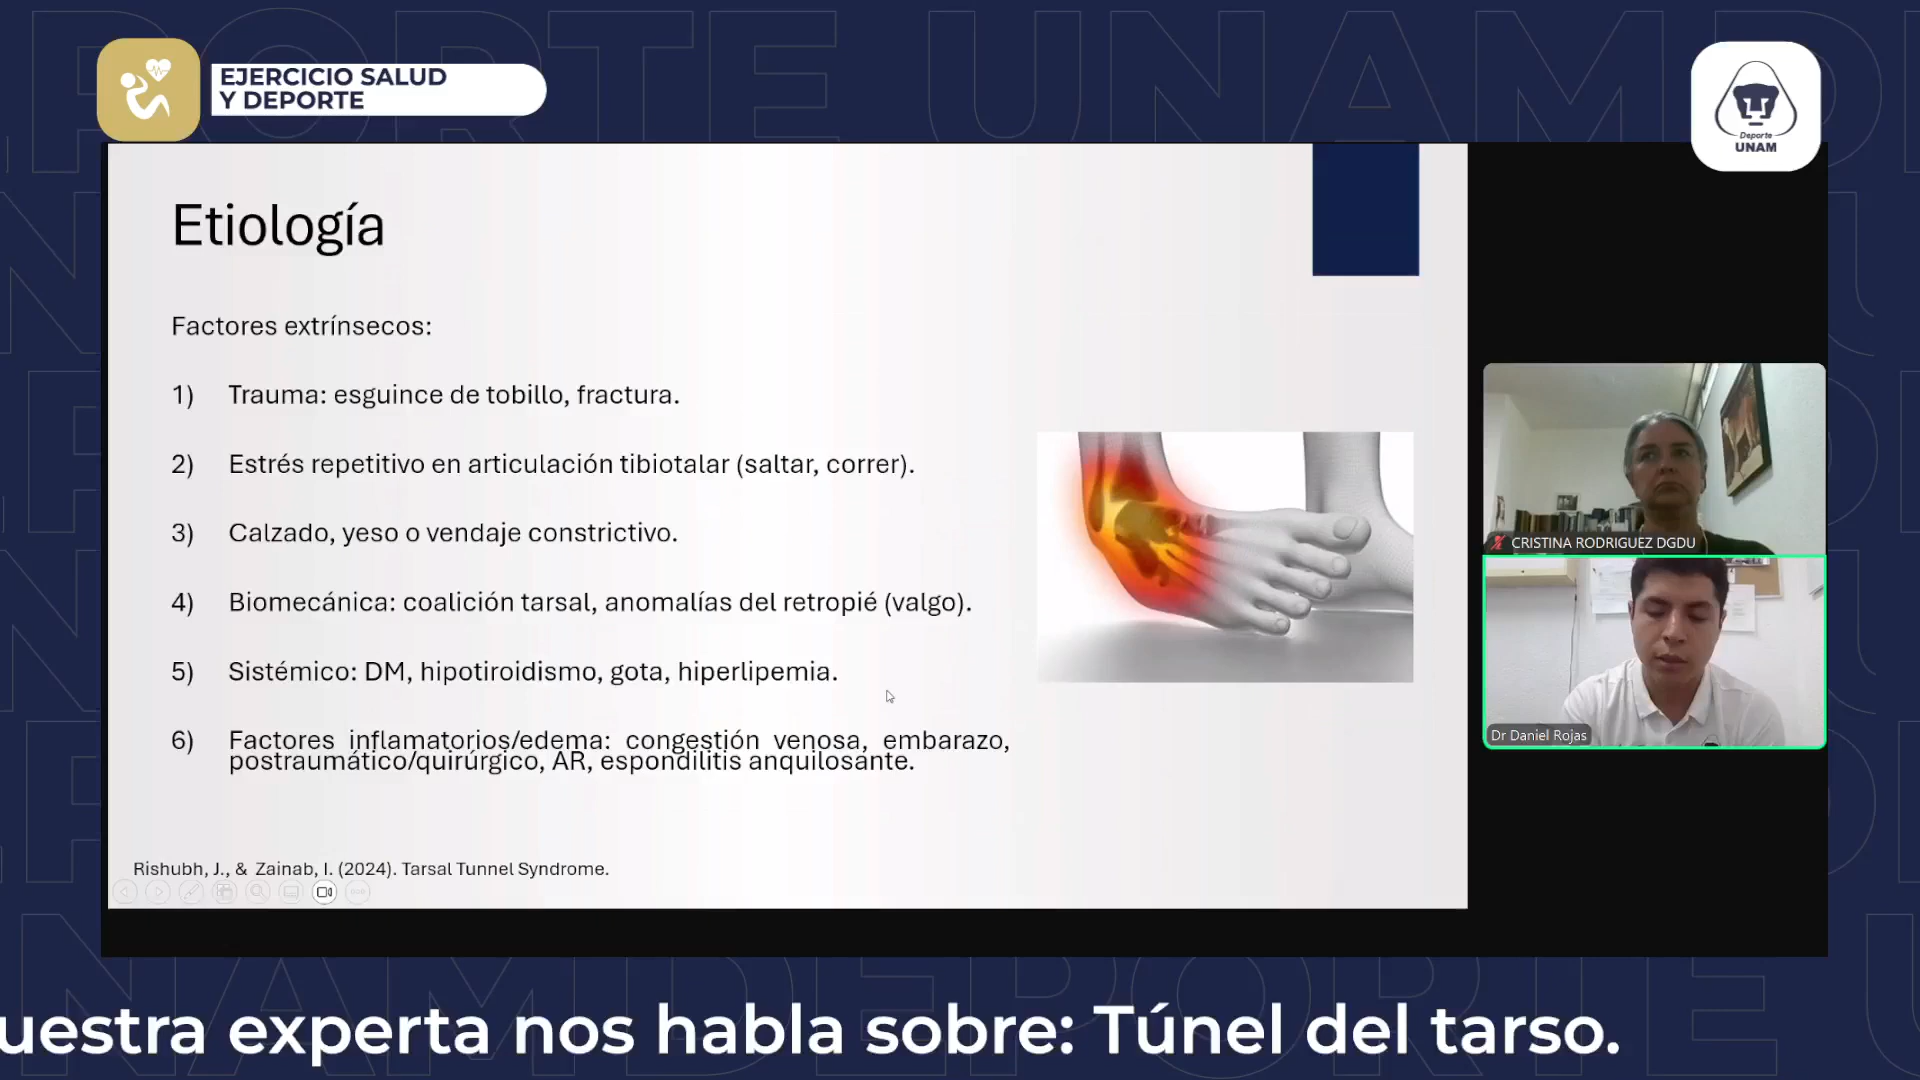 EJERCICIO SALUD
Y DEPORTE
Deporte
UNAM
Etiología
Factores extrínsecos:
1) Trauma: esguince de tobillo, fractura.
2) Estrés repetitivo en articulación tibiotalar (saltar, correr).
3) Calzado, yeso o vendaje constrictivo.
4) Biomecánica: coalición tarsal, anomalías del retropié (valgo).
5) Sistémico: DM, hipotiroidismo, gota, hiperlipemia.
6) Factores inflamatorios/edema: congestión venosa, embarazo,
postraumático/quirúrgico, AR, espondilitis anquilosante.
Rishubh, J., & Zainab, I. (2024). Tarsal Tunnel Syndrome.
CRISTINA RODRIGUEZ DGDU
Dr Daniel Rojas
uestra experta nos habla sobre: Túnel del tarso.